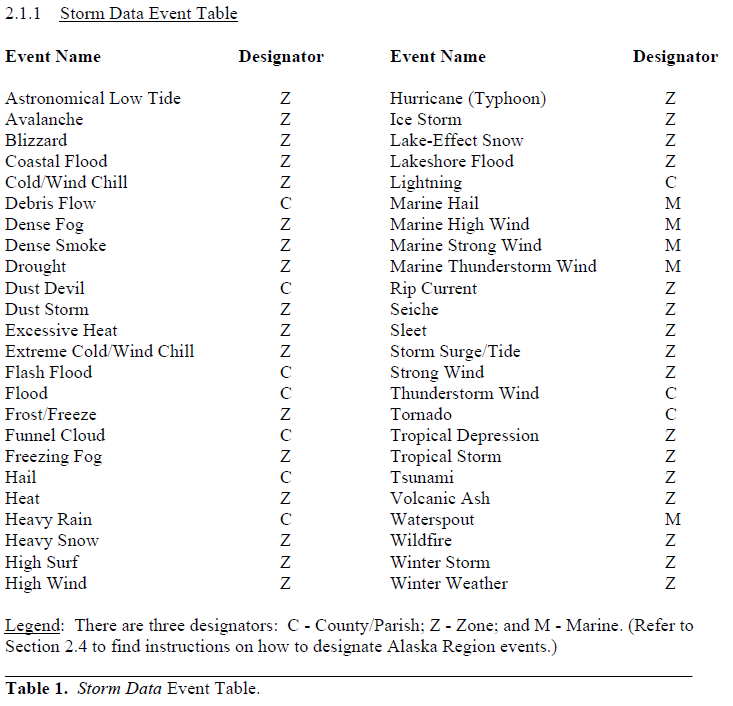 2.1.1 Storm Data Event Table
Event Name Designator Event Name Designator
Astronomical Low Tide Z Hurricane (Typhoon) Z
Avalanche Z Ice Storm Z
Blizzard Z Lake-Effect Snow Z
Coastal Flood Z Lakeshore Flood Z
Cold/Wind Chill Z Lightning C
Debris Flow C Marine Hail M
Dense Fog Z Marine High Wind M
Dense Smoke Z Marine Strong Wind M
Drought Z Marine Thunderstorm Wind M
Dust Devil C Rip Current Z
Dust Storm Z Seiche Z
Excessive Heat Z Sleet Z
Extreme Cold/Wind Chill Z Storm Surge/Tide Z
Flash Flood C Strong Wind Z
Flood C Thunderstorm Wind C
Frost/Freeze Z Tornado C
Funnel Cloud C Tropical Depression Z
Freezing Fog Z Tropical Storm Z
Hail C Tsunami Z
Heat Z Volcanic Ash Z
Heavy Rain C Waterspout M
Heavy Snow Z Wildfire Z
High Surf Z Winter Storm Z
High Wind Z Winter Weather Z
Legend: There are three designators: C - County/Parish; Z - Zone; and M - Marine. (Refer to
Section 2.4 to find instructions on how to designate Alaska Region events.)
Table 1. Storm Data Event Table.